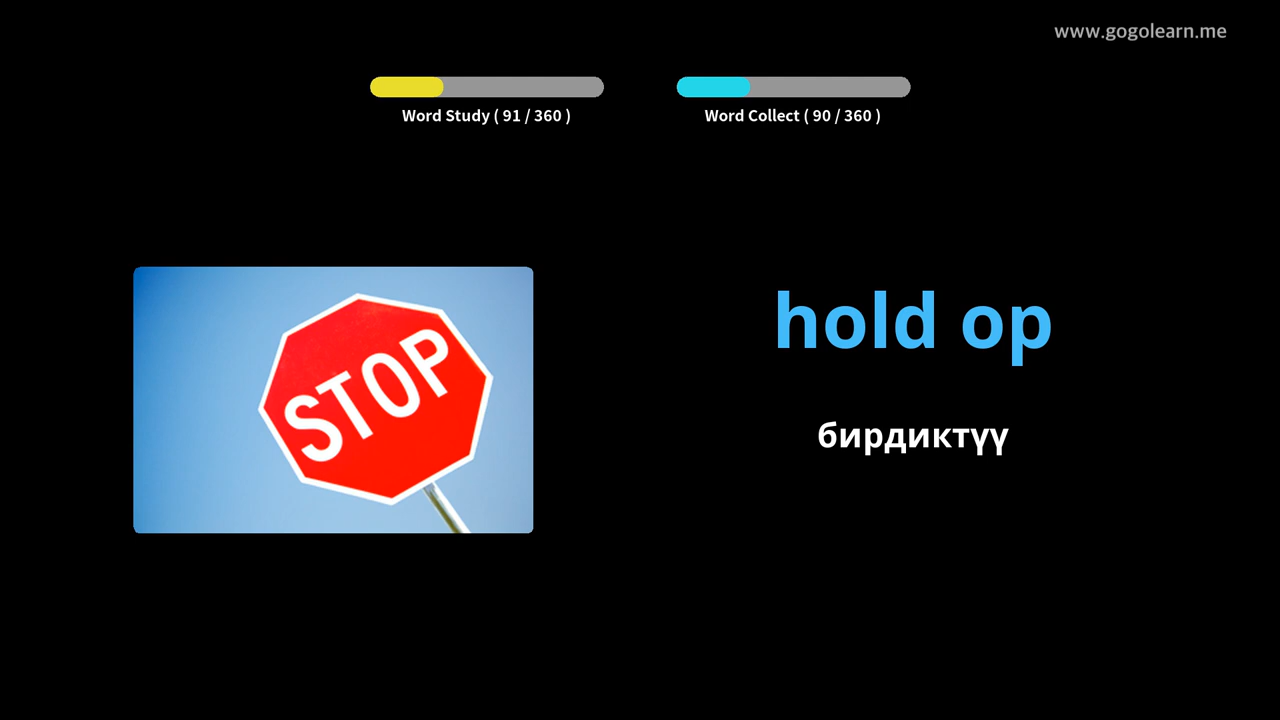 www.gogolearn.me
Word Study ( 91 / 360 )
Word Collect ( 90 / 360 )
STOP
hold op
бирдиктүү